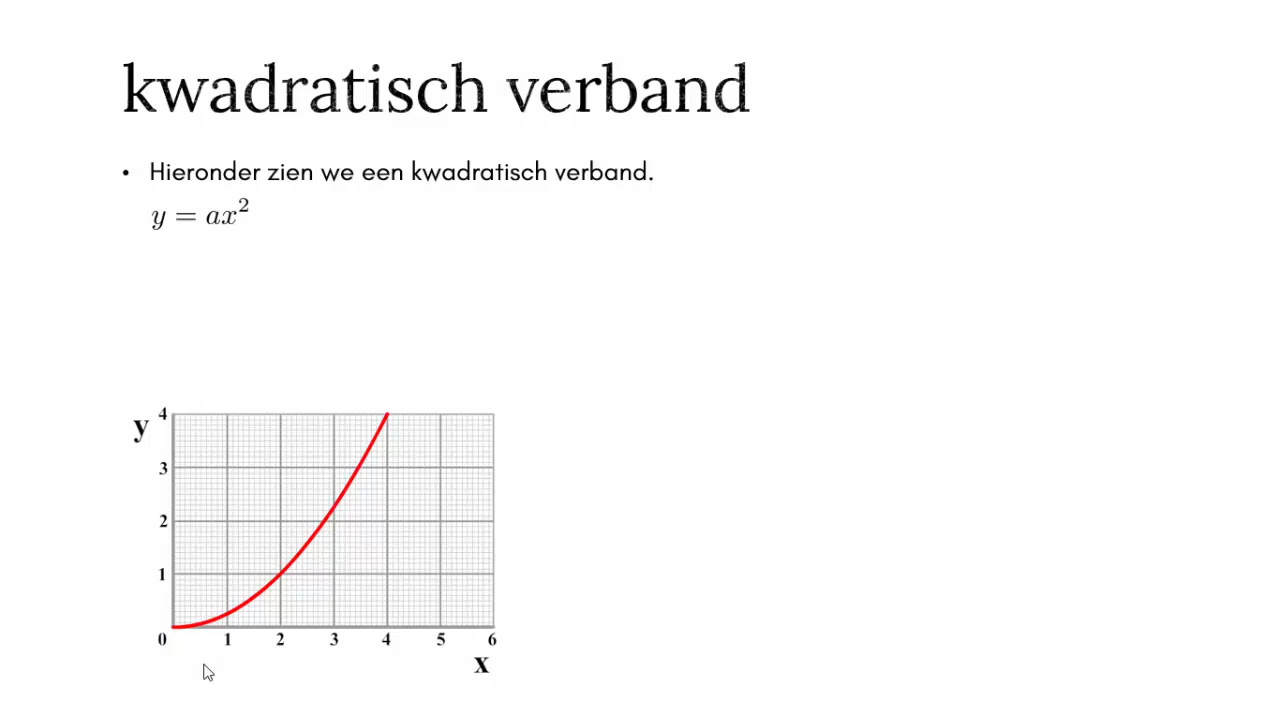 kwadratisch verband
• Hieronder zien we een kwadratisch verband.
y = ax²
y
4
3
2
1
0 1 2 3 4 5 6
x